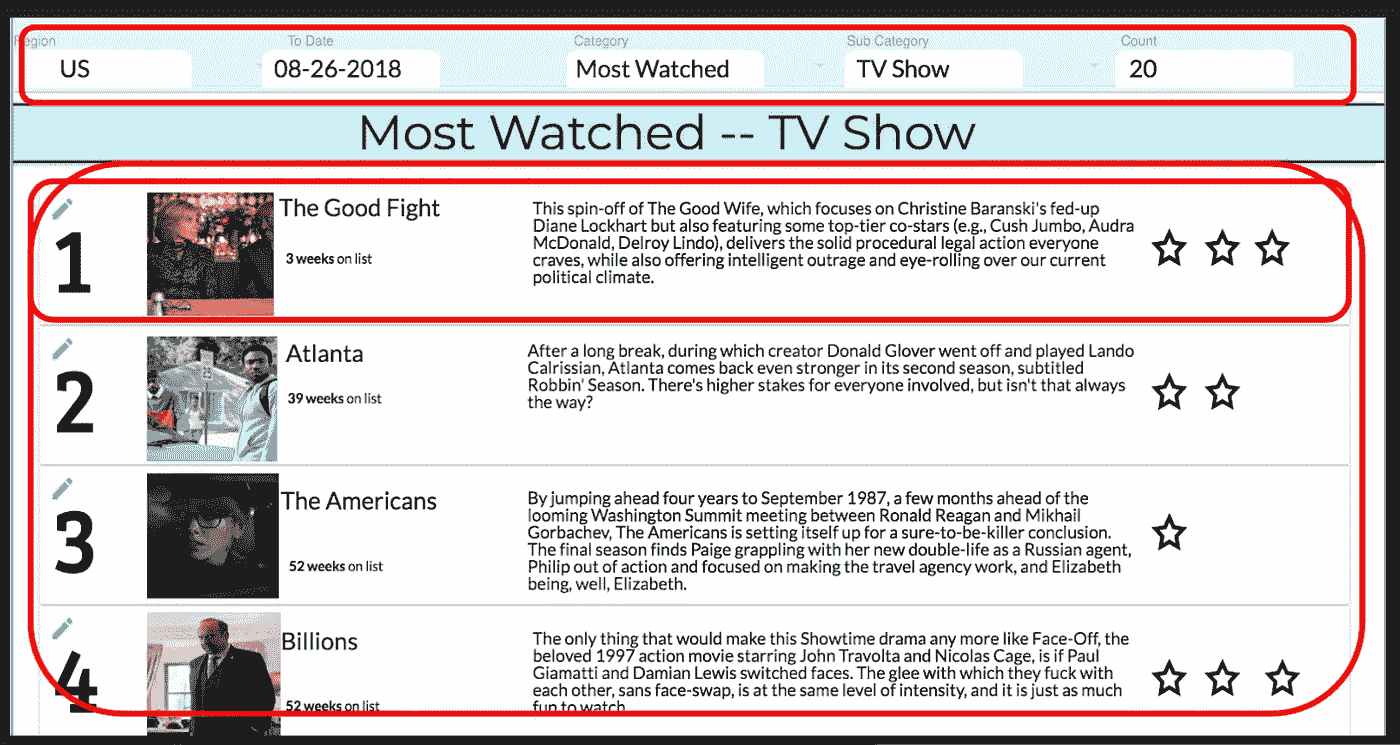 Region To Date Category Sub Category Count
US 08-26-2018 Most Watched TV Show 20
Most Watched -- TV Show
1
The Good Fight
3 weeks on list
This spin-off of The Good Wife, which focuses on Christine Baranski's fed-up
Diane Lockhart but also featuring some top-tier co-stars (e.g., Cush Jumbo, Audra
McDonald, Delroy Lindo), delivers the solid procedural legal action everyone
craves, while also offering intelligent outrage and eye-rolling over our current
political climate.
2
Atlanta
39 weeks on list
After a long break, during which creator Donald Glover went off and played Lando
Calrissian, Atlanta comes back even stronger in its second season, subtitled
Robbin' Season. There's higher stakes for everyone involved, but isn't that always
the way?
3
The Americans
52 weeks on list
By jumping ahead four years to September 1987, a few months ahead of the
looming Washington Summit meeting between Ronald Reagan and Mikhail
Gorbachev, The Americans is setting itself up for a sure-to-be-killer conclusion.
The final season finds Paige grappling with her new double-life as a Russian agent,
Philip out of action and focused on making the travel agency work, and Elizabeth
being, well, Elizabeth.
4
Billions
52 weeks on list
The only thing that would make this Showtime drama any more like Face-Off, the
beloved 1997 action movie starring John Travolta and Nicolas Cage, is if Paul
Giamatti and Damian Lewis switched faces. The glee with which they fuck with
each other, sans face-swap, is at the same level of intensity, and it is just as much
fun to watch.